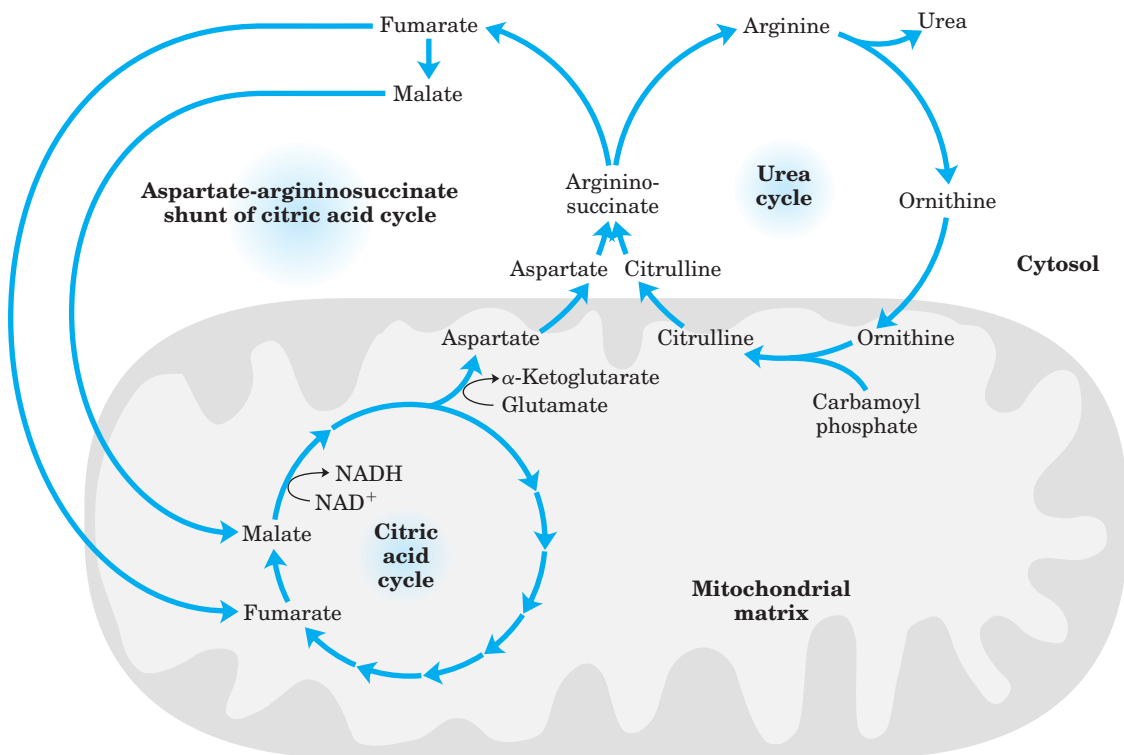 Fumarate
Arginine
Urea
Malate
Aspartate-argininosuccinate
shunt of citric acid cycle
Arginino-
succinate
Urea
cycle
Ornithine
Aspartate
Citrulline
Cytosol
Aspartate
Citrulline
Ornithine
α-Ketoglutarate
Glutamate
Carbamoyl
phosphate
NADH
NAD⁺
Malate
Citric
acid
cycle
Fumarate
Mitochondrial
matrix